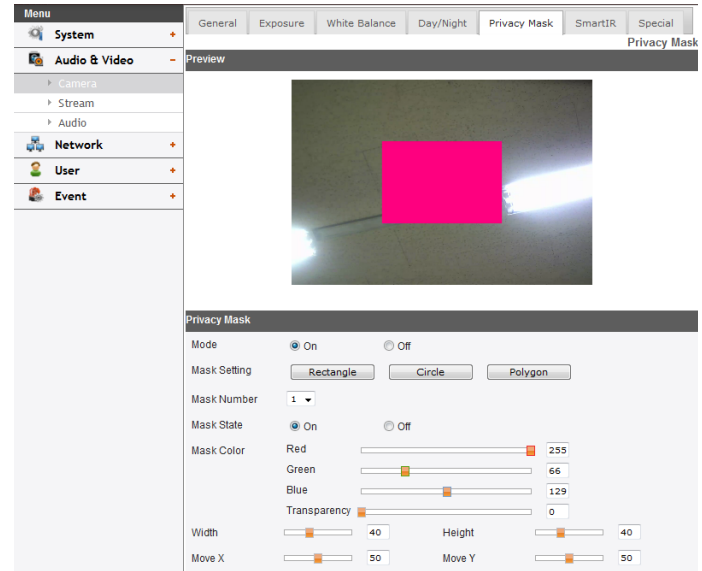 Menu
System +
Audio & Video -
Camera
Stream
Audio
Network +
User +
Event +
General Exposure White Balance Day/Night Privacy Mask SmartIR Special
Privacy Mask
Preview
Privacy Mask
Mode On Off
Mask Setting Rectangle Circle Polygon
Mask Number 1
Mask State On Off
Mask Color Red 255
Green 66
Blue 129
Transparency 0
Width 40 Height 40
Move X 50 Move Y 50